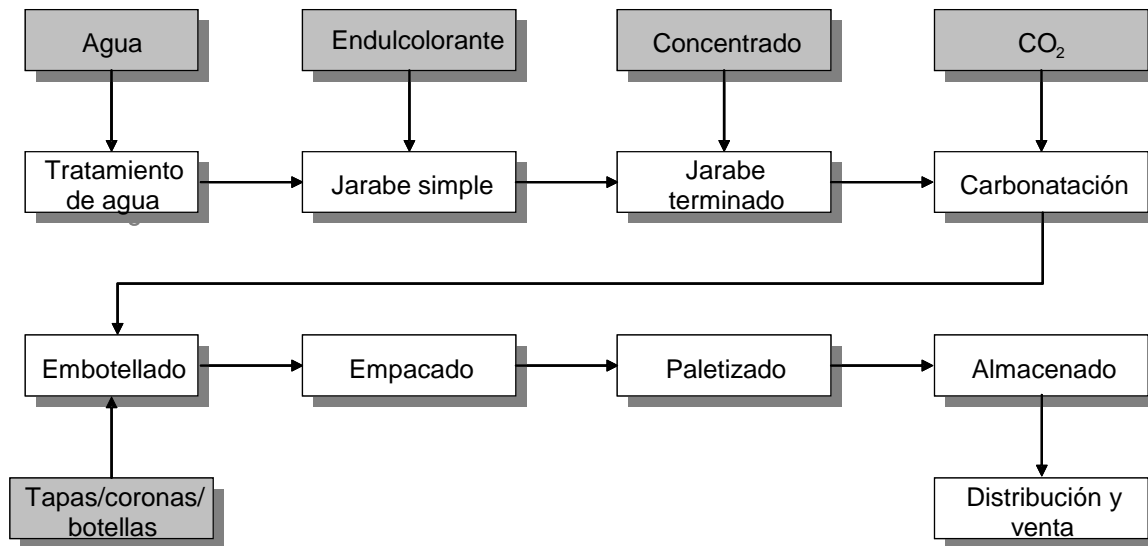 Agua
Endulcolorante
Concentrado
CO₂
Tratamiento
de agua
Jarabe simple
Jarabe
terminado
Carbonatación
Embotellado
Empacado
Paletizado
Almacenado
Tapas/coronas/
botellas
Distribución y
venta